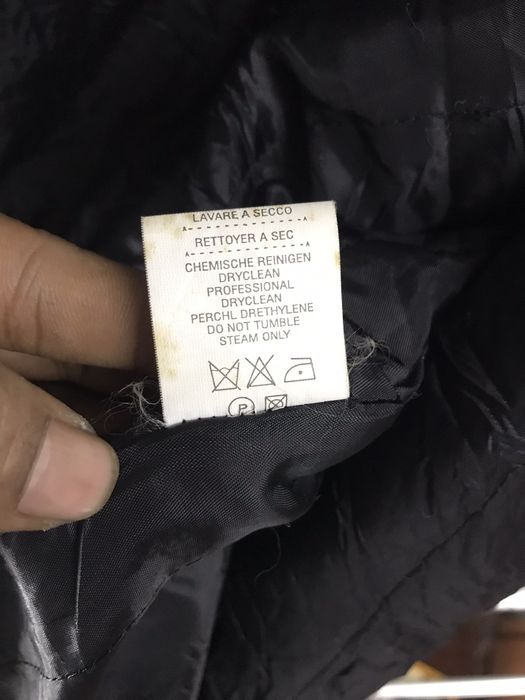 LAVARE A SECCO
RETTOYER A SEC
CHEMISCHE REINIGEN
DRYCLEAN
PROFESSIONAL
DRYCLEAN
PERCHL DRETHYLENE
DO NOT TUMBLE
STEAM ONLY
P